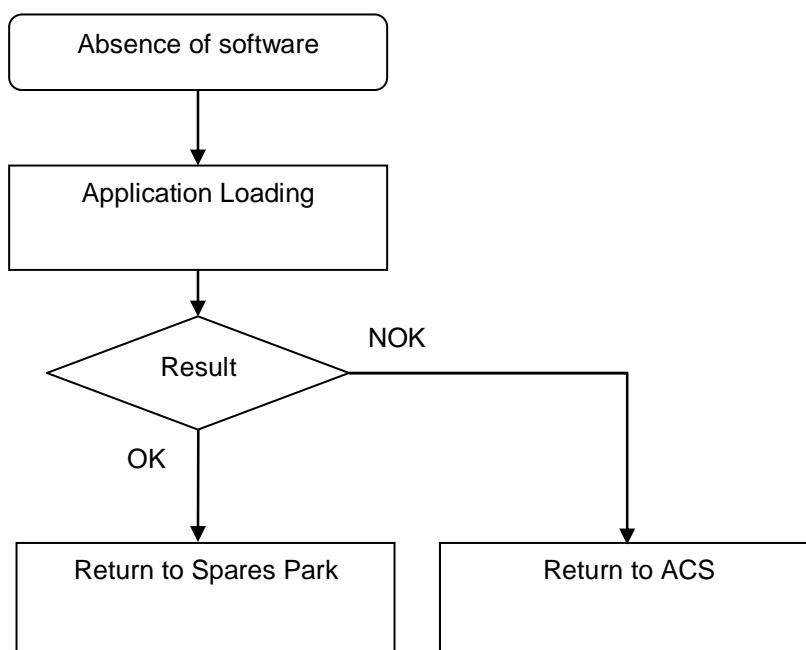 Absence of software
Application Loading
Result
NOK
OK
Return to Spares Park
Return to ACS